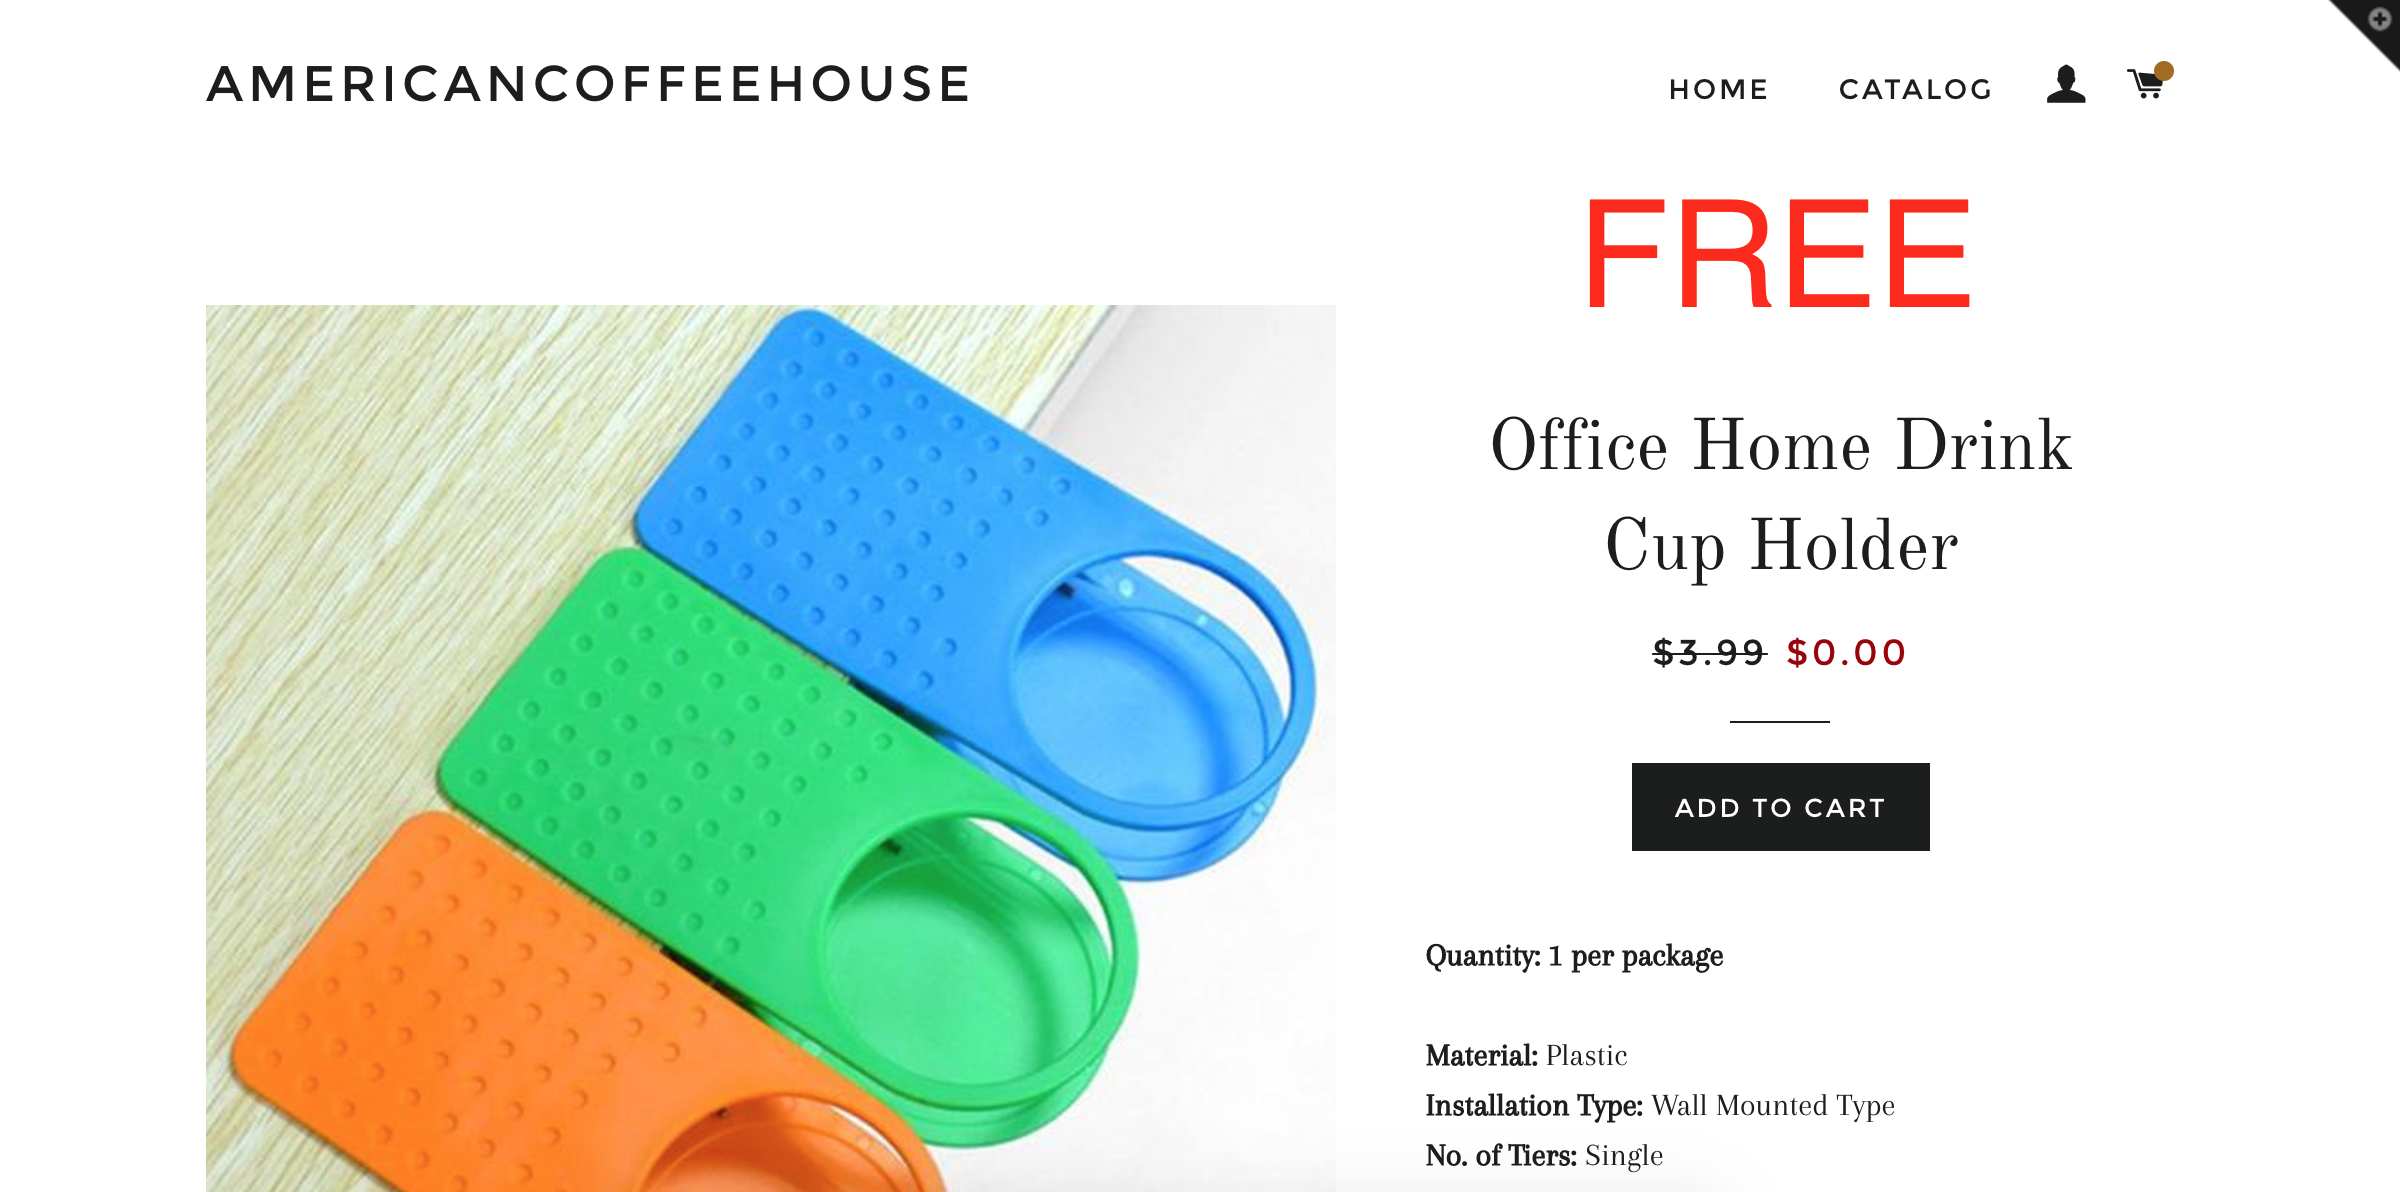 AMERICANCOFFEEHOUSE
HOME CATALOG
FREE
Office Home Drink
Cup Holder
$3.99 $0.00
ADD TO CART
Quantity: 1 per package
Material: Plastic
Installation Type: Wall Mounted Type
No. of Tiers: Single